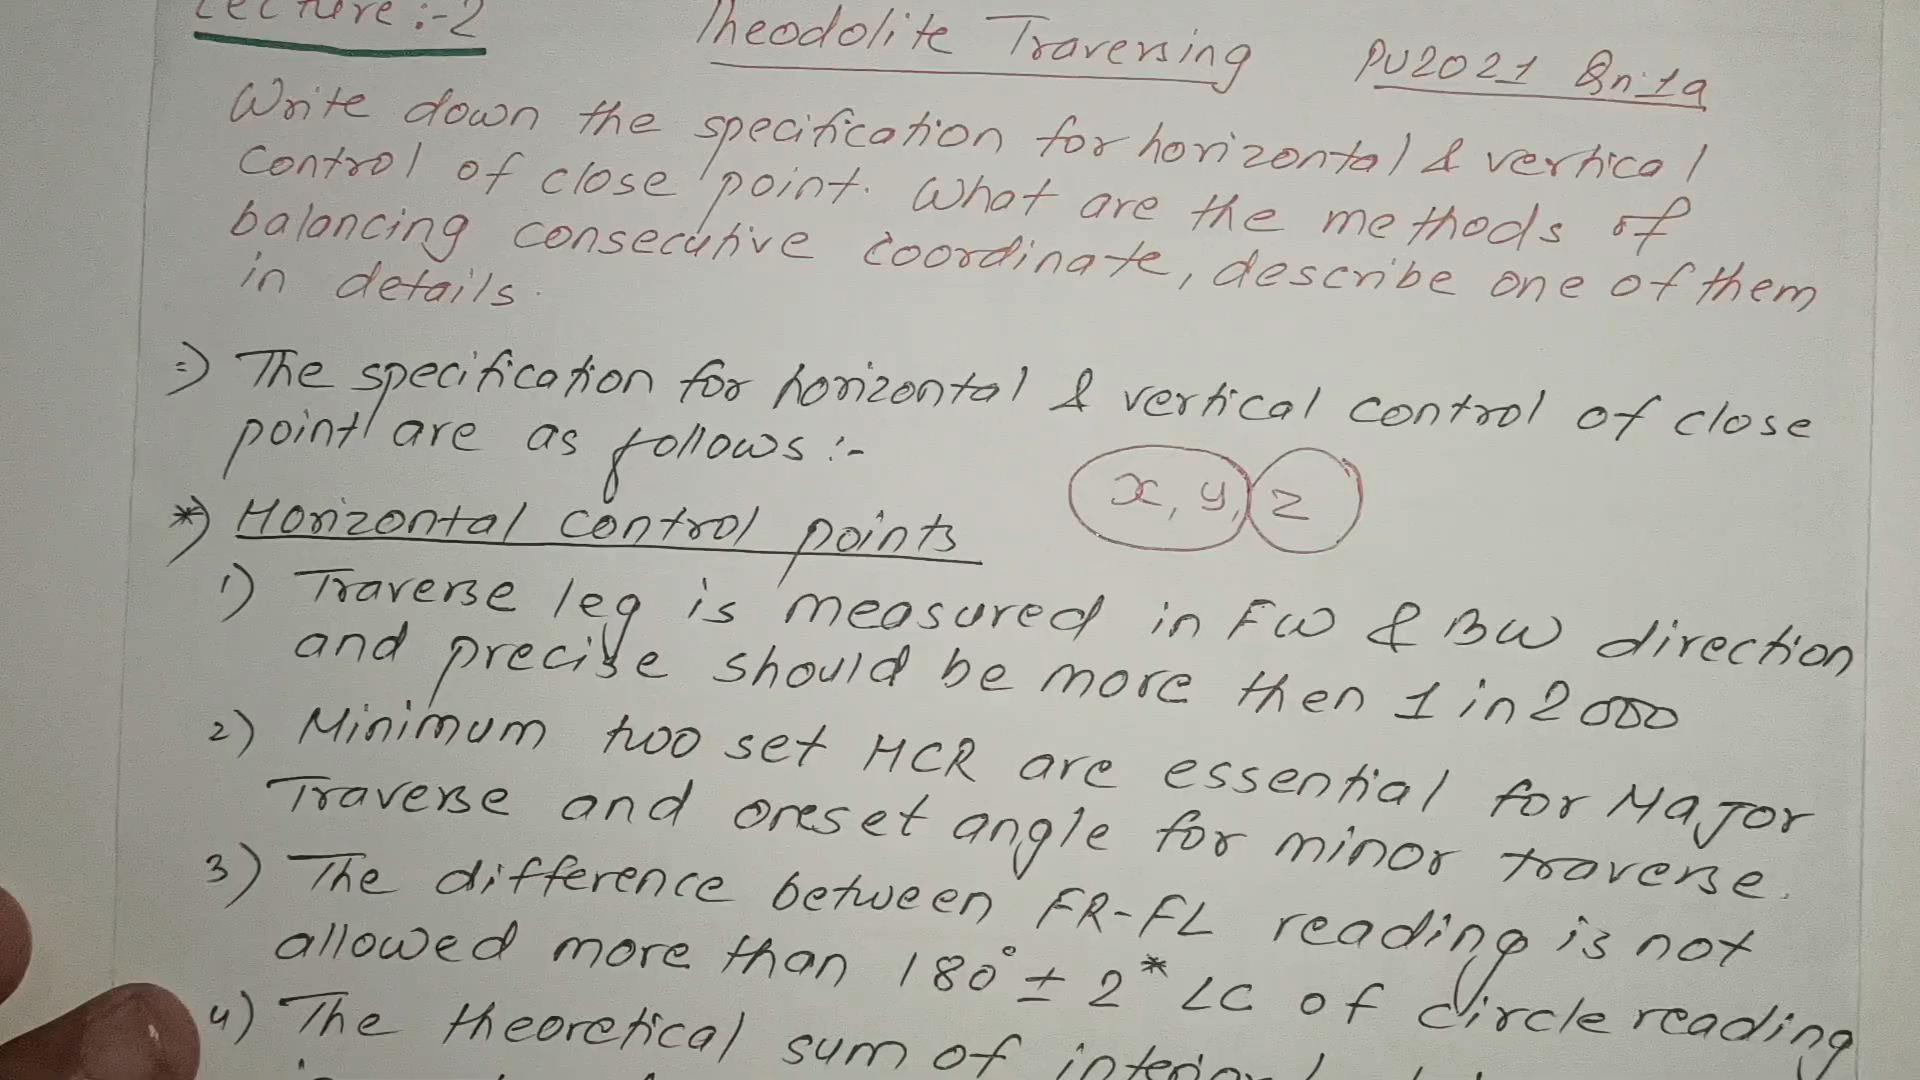 Lecture :-2
Theodolite Traversing PU2021 Qn:1a
Write down the specification for horizontal & vertical
control of close point. What are the methods of
balancing consecutive coordinate, describe one of them
in details.
=) The specification for horizontal & vertical control of close
point are as follows :-
x, y, z
*) Horizontal control points
1) Traverse leg is measured in FW & BW direction
and precise should be more then 1 in 2000
2) Minimum two set HCR are essential for Major
Traverse and one set angle for minor traverse.
3) The difference between FR-FL reading is not
allowed more than 180° ± 2* LC of circle reading
4) The theoretical sum of interior